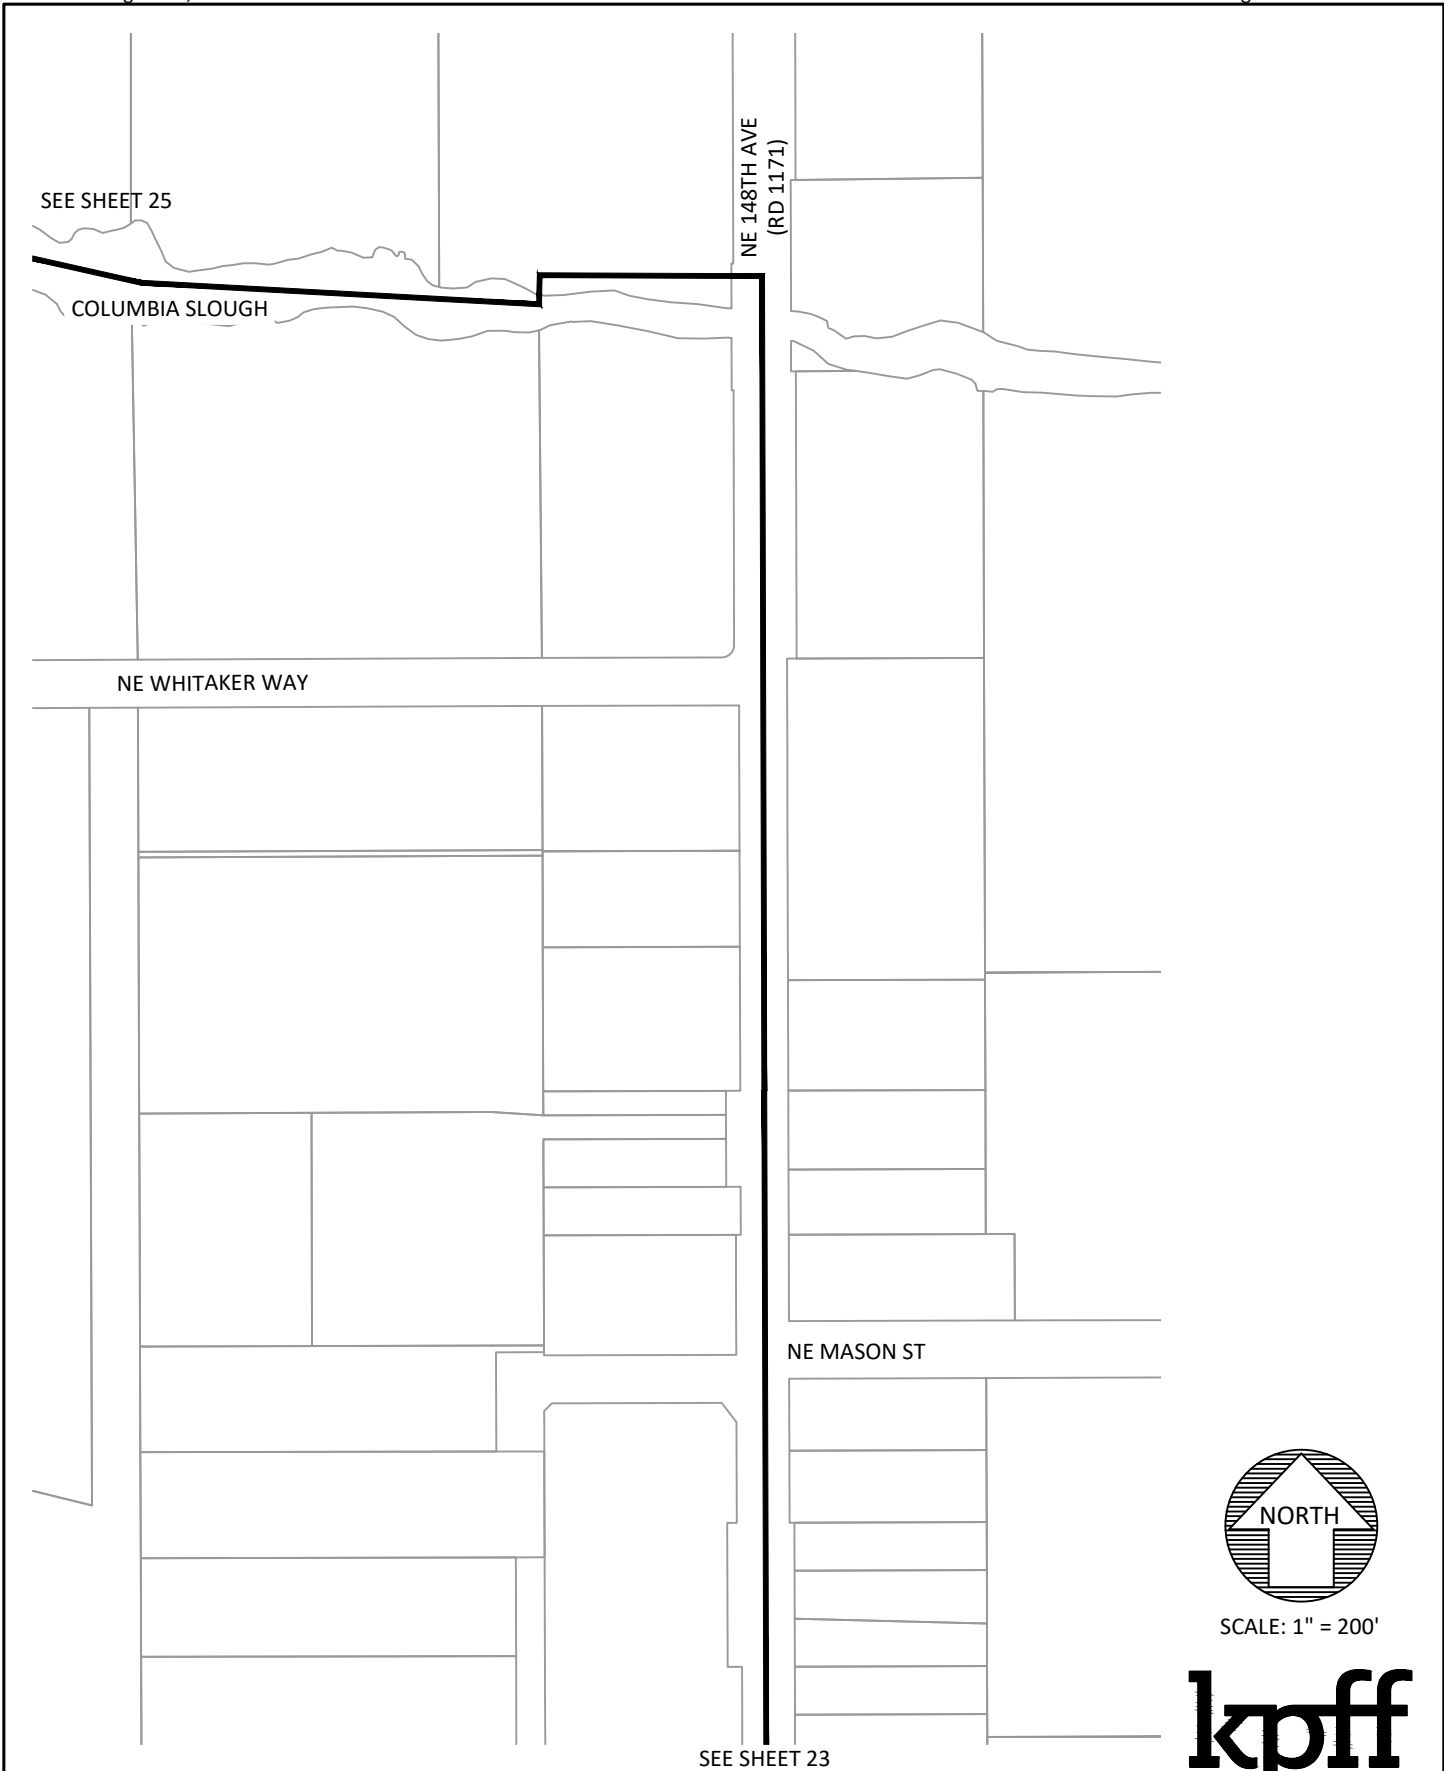 NE 148TH AVE
(RD 1171)
SEE SHEET 25
COLUMBIA SLOUGH
NE WHITAKER WAY
NE MASON ST
NORTH
SCALE: 1" = 200'
kpff
SEE SHEET 23